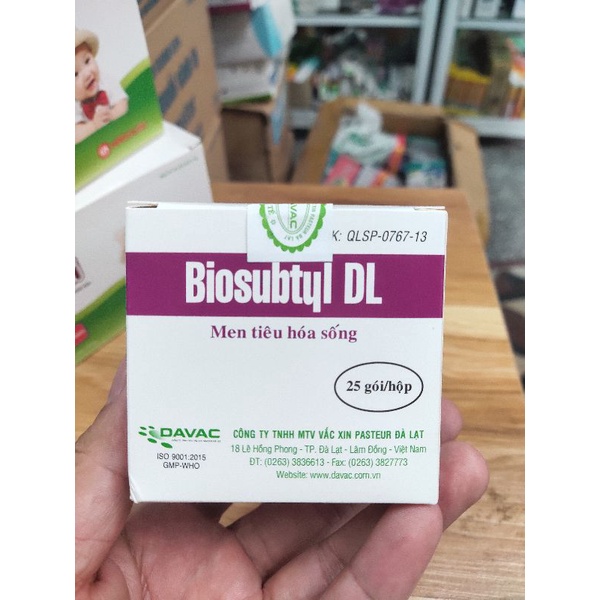 DAVAC
K: QLSP-0767-13
Biosubtyl DL
Men tiêu hóa sống
25 gói/hộp
DAVAC
ISO 9001:2015
GMP-WHO
CÔNG TY TNHH MTV VẮC XIN PASTEUR ĐÀ LẠT
18 Lê Hồng Phong - TP. Đà Lạt - Lâm Đồng - Việt Nam
ĐT: (0263) 3836613 - Fax: (0263) 3827773
Website: www.davac.com.vn